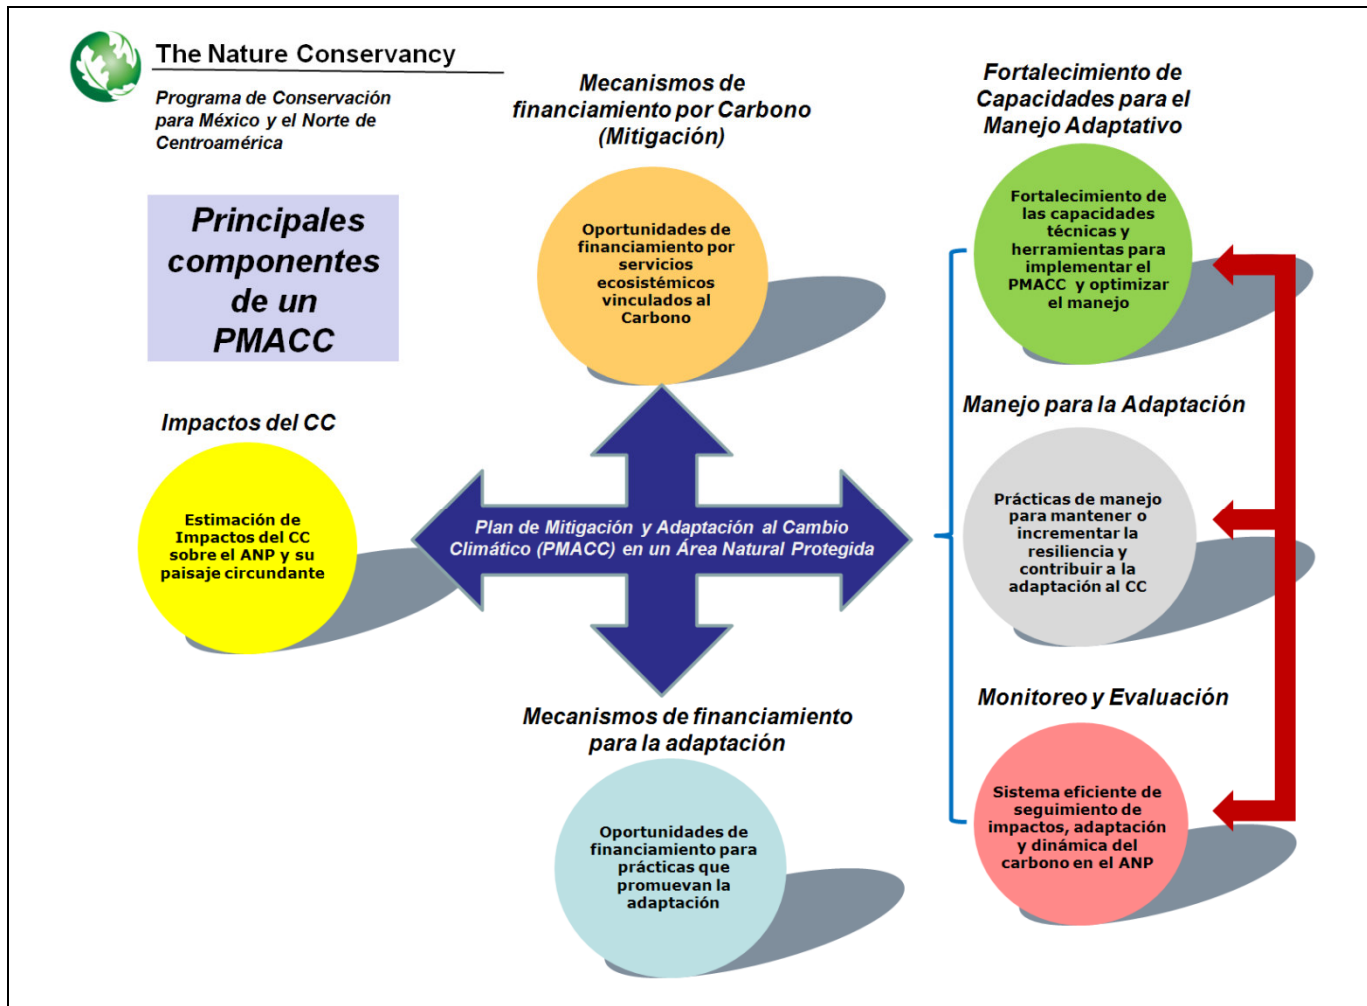 The Nature Conservancy
Programa de Conservación
para México y el Norte de
Centroamérica
Principales
componentes
de un
PMACC
Mecanismos de
financiamiento por Carbono
(Mitigación)
Oportunidades de
financiamiento por
servicios
ecosistémicos
vinculados al
Carbono
Fortalecimiento de
Capacidades para el
Manejo Adaptativo
Fortalecimiento de
las capacidades
técnicas y
herramientas para
implementar el
PMACC y optimizar
el manejo
Impactos del CC
Estimación de
Impactos del CC
sobre el ANP y su
paisaje circundante
Plan de Mitigación y Adaptación al Cambio
Climático (PMACC) en un Área Natural Protegida
Manejo para la Adaptación
Prácticas de manejo
para mantener o
incrementar la
resiliencia y
contribuir a la
adaptación al CC
Mecanismos de financiamiento
para la adaptación
Oportunidades de
financiamiento para
prácticas que
promuevan la
adaptación
Monitoreo y Evaluación
Sistema eficiente de
seguimiento de
impactos, adaptación
y dinámica del
carbono en el ANP